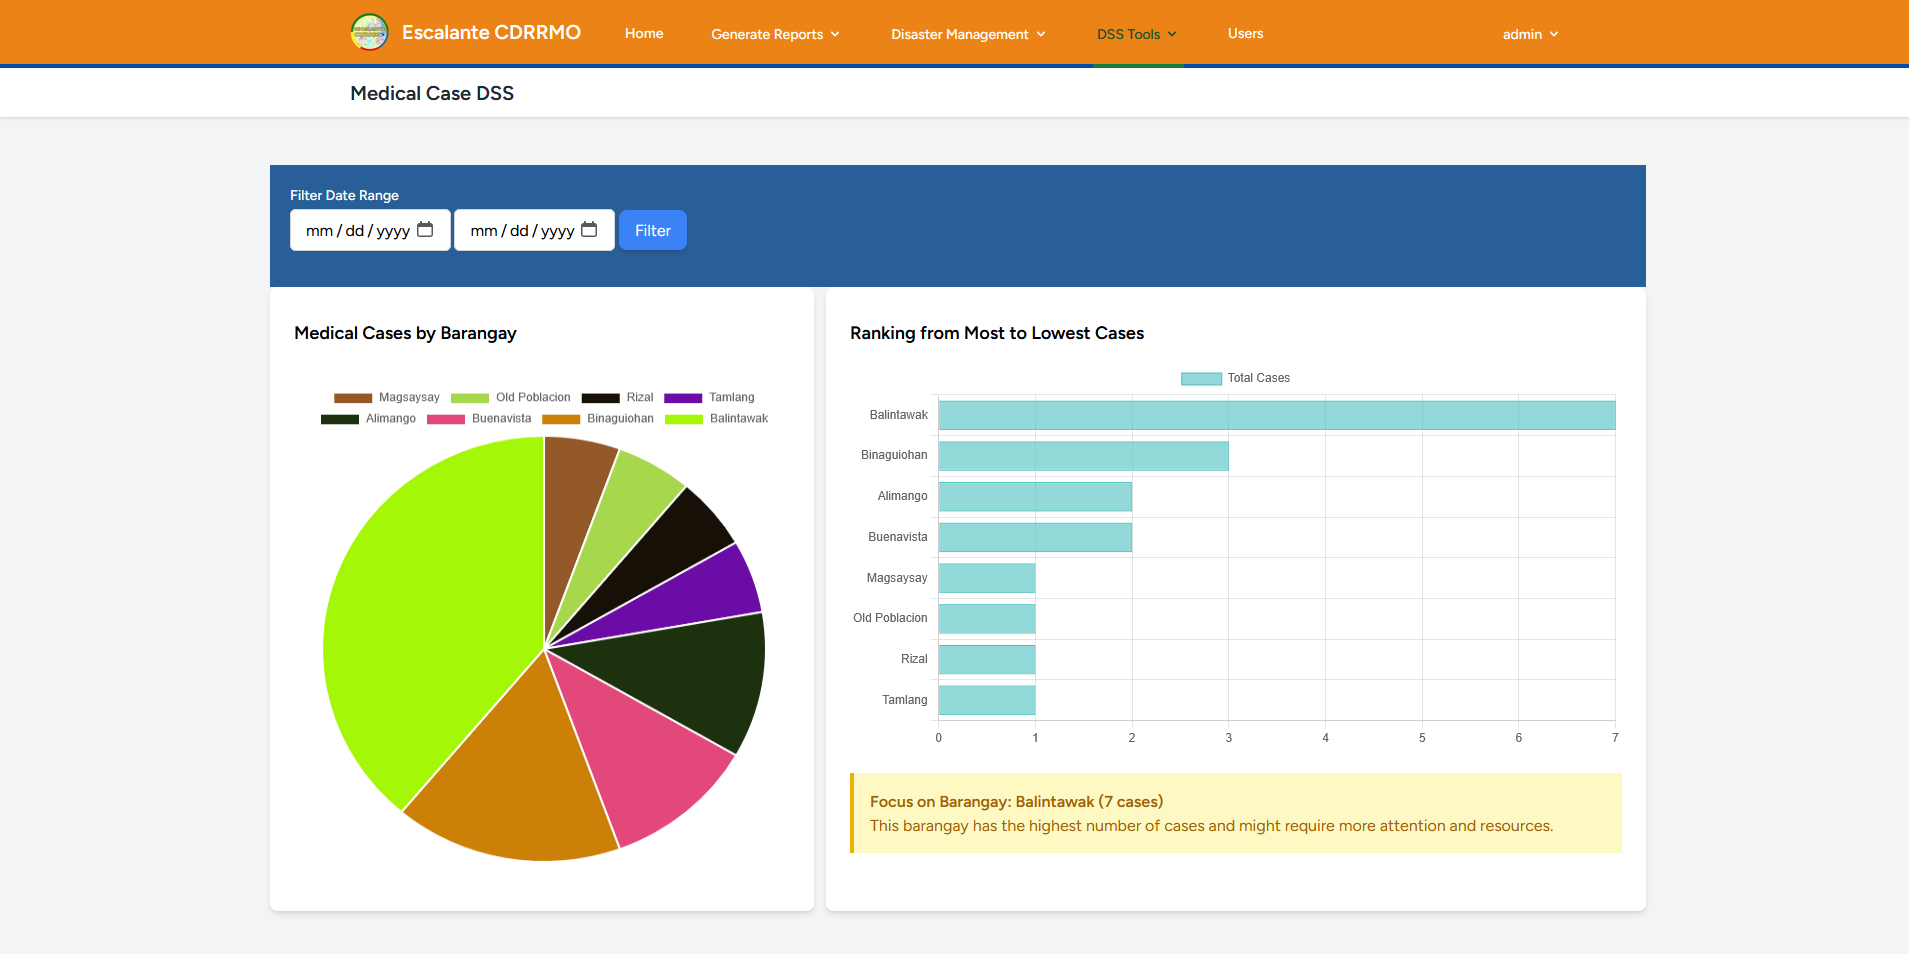 Escalante CDRRMO
Home
Generate Reports
Disaster Management
DSS Tools
Users
admin
Medical Case DSS
Filter Date Range
mm/dd/yyyy
mm/dd/yyyy
Filter
Medical Cases by Barangay
Magsaysay Old Poblacion Rizal Tamlang
Alimango Buenavista Binaguiohan Balintawak
Ranking from Most to Lowest Cases
Total Cases
Balintawak
Binaguiohan
Alimango
Buenavista
Magsaysay
Old Poblacion
Rizal
Tamlang
0 1 2 3 4 5 6 7
Focus on Barangay: Balintawak (7 cases)
This barangay has the highest number of cases and might require more attention and resources.